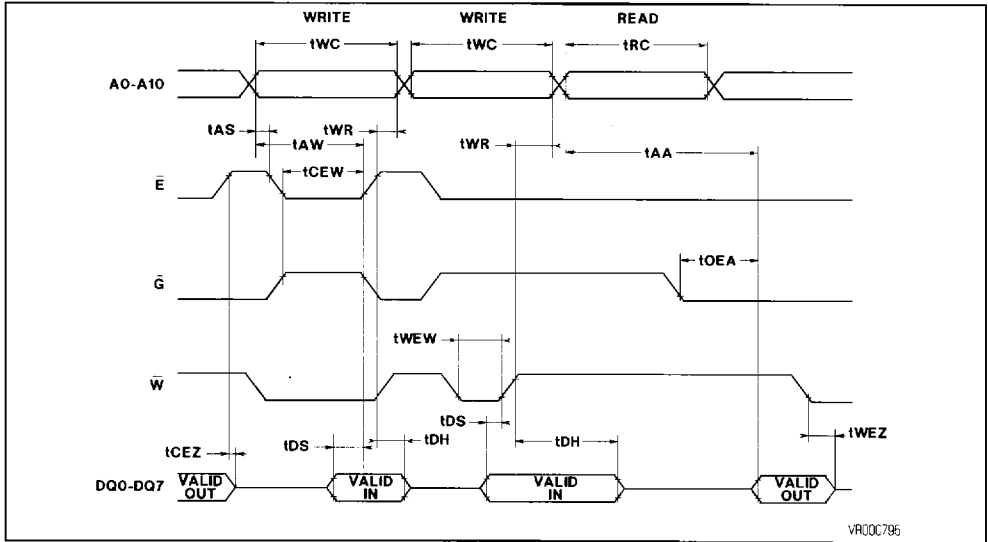 WRITE WRITE READ
tWC tWC tRC
A0-A10
tAS tWR
tAW tWR tAA
tCEW
E̅
tOEA
G̅
tWEW
W̅
tDS
tCEZ tDS tDH tDH tWEZ
DQ0-DQ7 VALID OUT VALID IN VALID IN VALID OUT
VR00C796